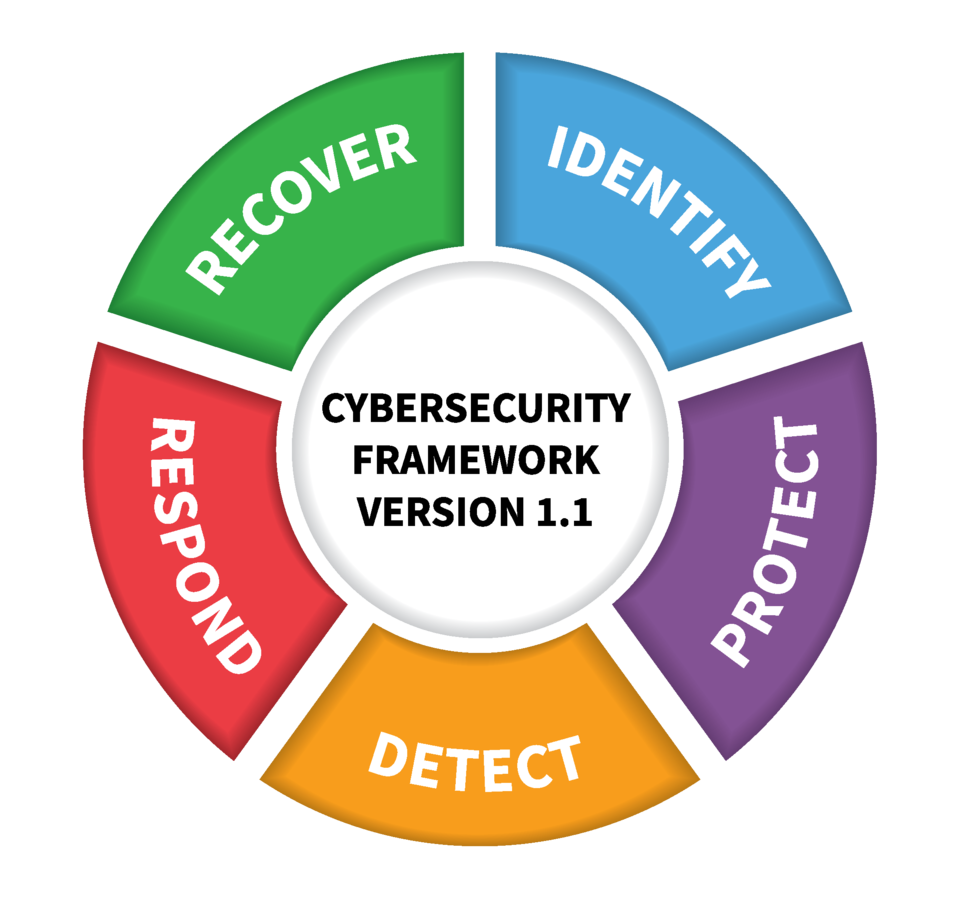 IDENTIFY
PROTECT
DETECT
RESPOND
RECOVER
CYBERSECURITY
FRAMEWORK
VERSION 1.1